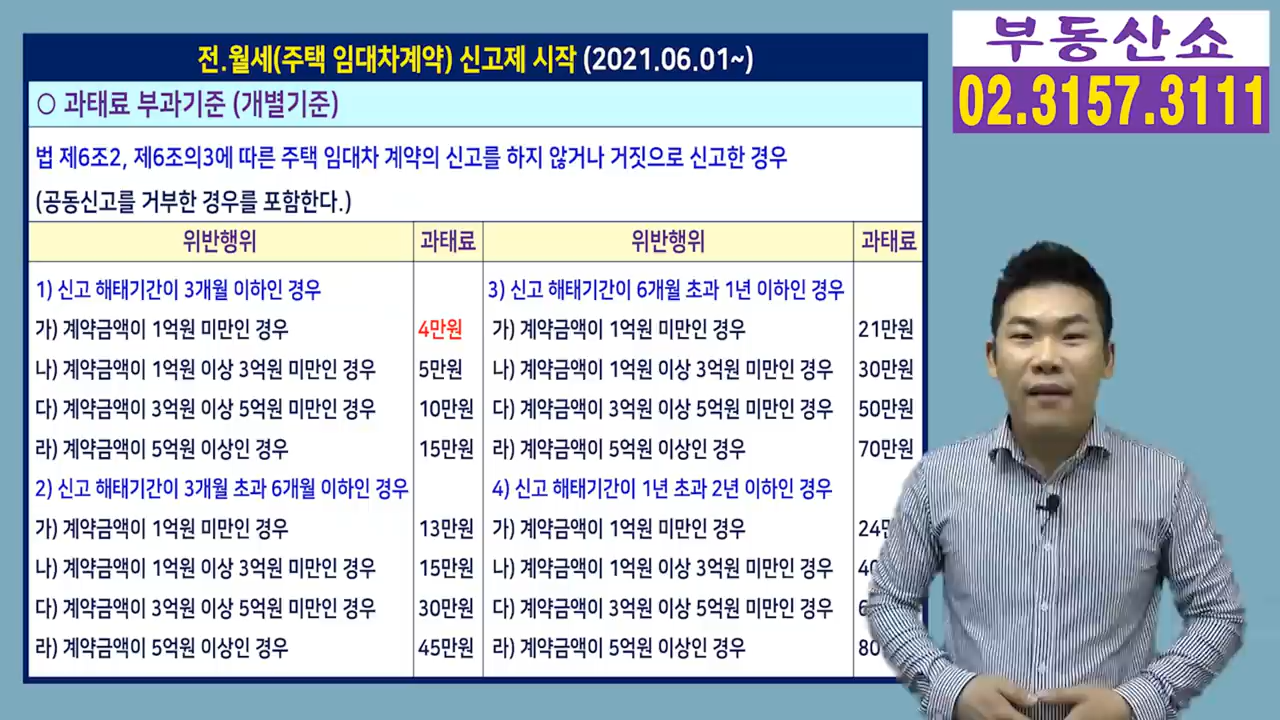 부동산쇼
02.3157.3111
전.월세(주택 임대차계약) 신고제 시작 (2021.06.01~)
○ 과태료 부과기준 (개별기준)
법 제6조2, 제6조의3에 따른 주택 임대차 계약의 신고를 하지 않거나 거짓으로 신고한 경우
(공동신고를 거부한 경우를 포함한다.)
위반행위 과태료 위반행위 과태료
1) 신고 해태기간이 3개월 이하인 경우
가) 계약금액이 1억원 미만인 경우 4만원
나) 계약금액이 1억원 이상 3억원 미만인 경우 5만원
다) 계약금액이 3억원 이상 5억원 미만인 경우 10만원
라) 계약금액이 5억원 이상인 경우 15만원
2) 신고 해태기간이 3개월 초과 6개월 이하인 경우
가) 계약금액이 1억원 미만인 경우 13만원
나) 계약금액이 1억원 이상 3억원 미만인 경우 15만원
다) 계약금액이 3억원 이상 5억원 미만인 경우 30만원
라) 계약금액이 5억원 이상인 경우 45만원
3) 신고 해태기간이 6개월 초과 1년 이하인 경우
가) 계약금액이 1억원 미만인 경우 21만원
나) 계약금액이 1억원 이상 3억원 미만인 경우 30만원
다) 계약금액이 3억원 이상 5억원 미만인 경우 50만원
라) 계약금액이 5억원 이상인 경우 70만원
4) 신고 해태기간이 1년 초과 2년 이하인 경우
가) 계약금액이 1억원 미만인 경우
나) 계약금액이 1억원 이상 3억원 미만인 경우
다) 계약금액이 3억원 이상 5억원 미만인 경우
라) 계약금액이 5억원 이상인 경우